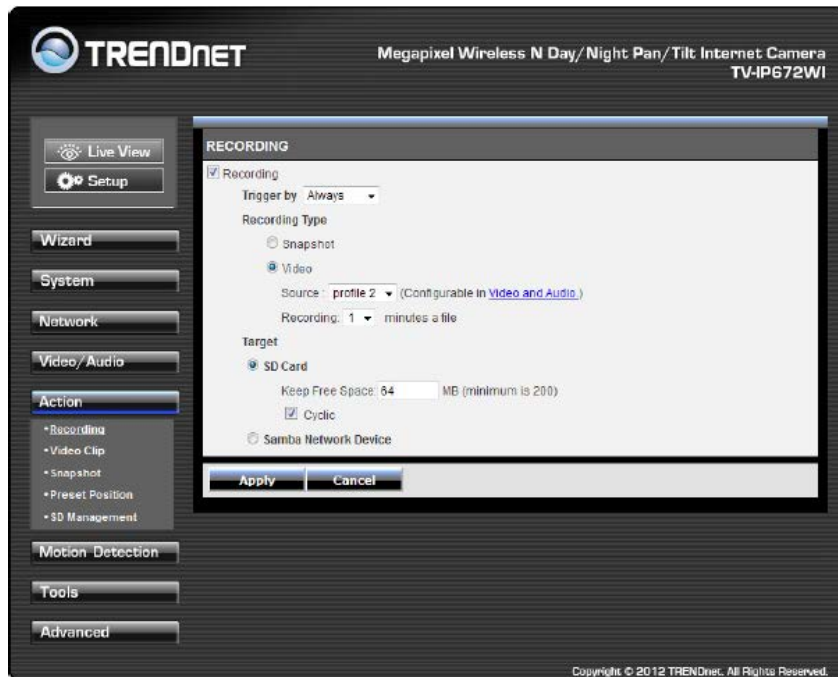 TRENDNET
Megapixel Wireless N Day/Night Pan/Tilt Internet Camera
TV-IP672WI
Live View
Setup
Wizard
System
Network
Video/Audio
Action
•Recording
•Video Clip
•Snapshot
•Preset Position
•SD Management
Motion Detection
Tools
Advanced
RECORDING
Recording
Trigger by Always
Recording Type
Snapshot
Video
Source : profile 2 (Configurable in Video and Audio.)
Recording: 1 minutes a file
Target
SD Card
Keep Free Space: 64 MB (minimum is 200)
Cyclic
Samba Network Device
Apply Cancel
Copyright © 2012 TRENDnet. All Rights Reserved.